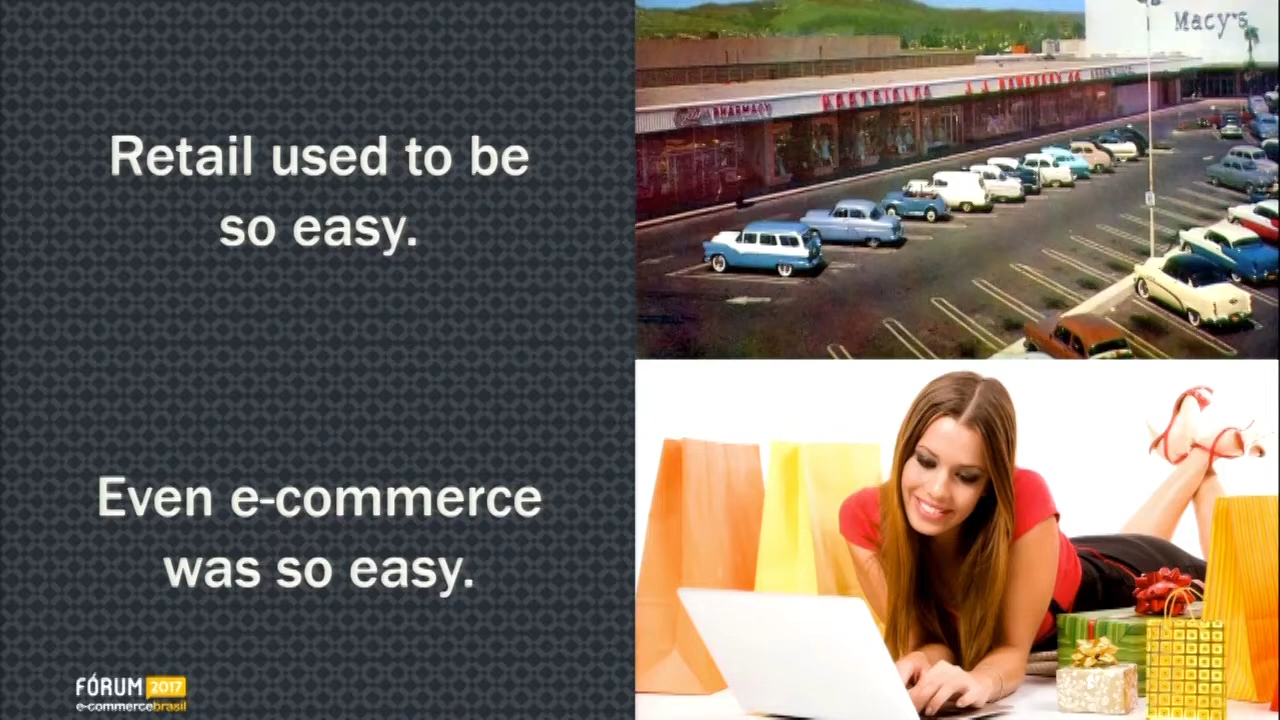 Retail used to be
so easy.
Macy's
PHARMACY
Even e-commerce
was so easy.
FÓRUM 2017
e-commercebrasil